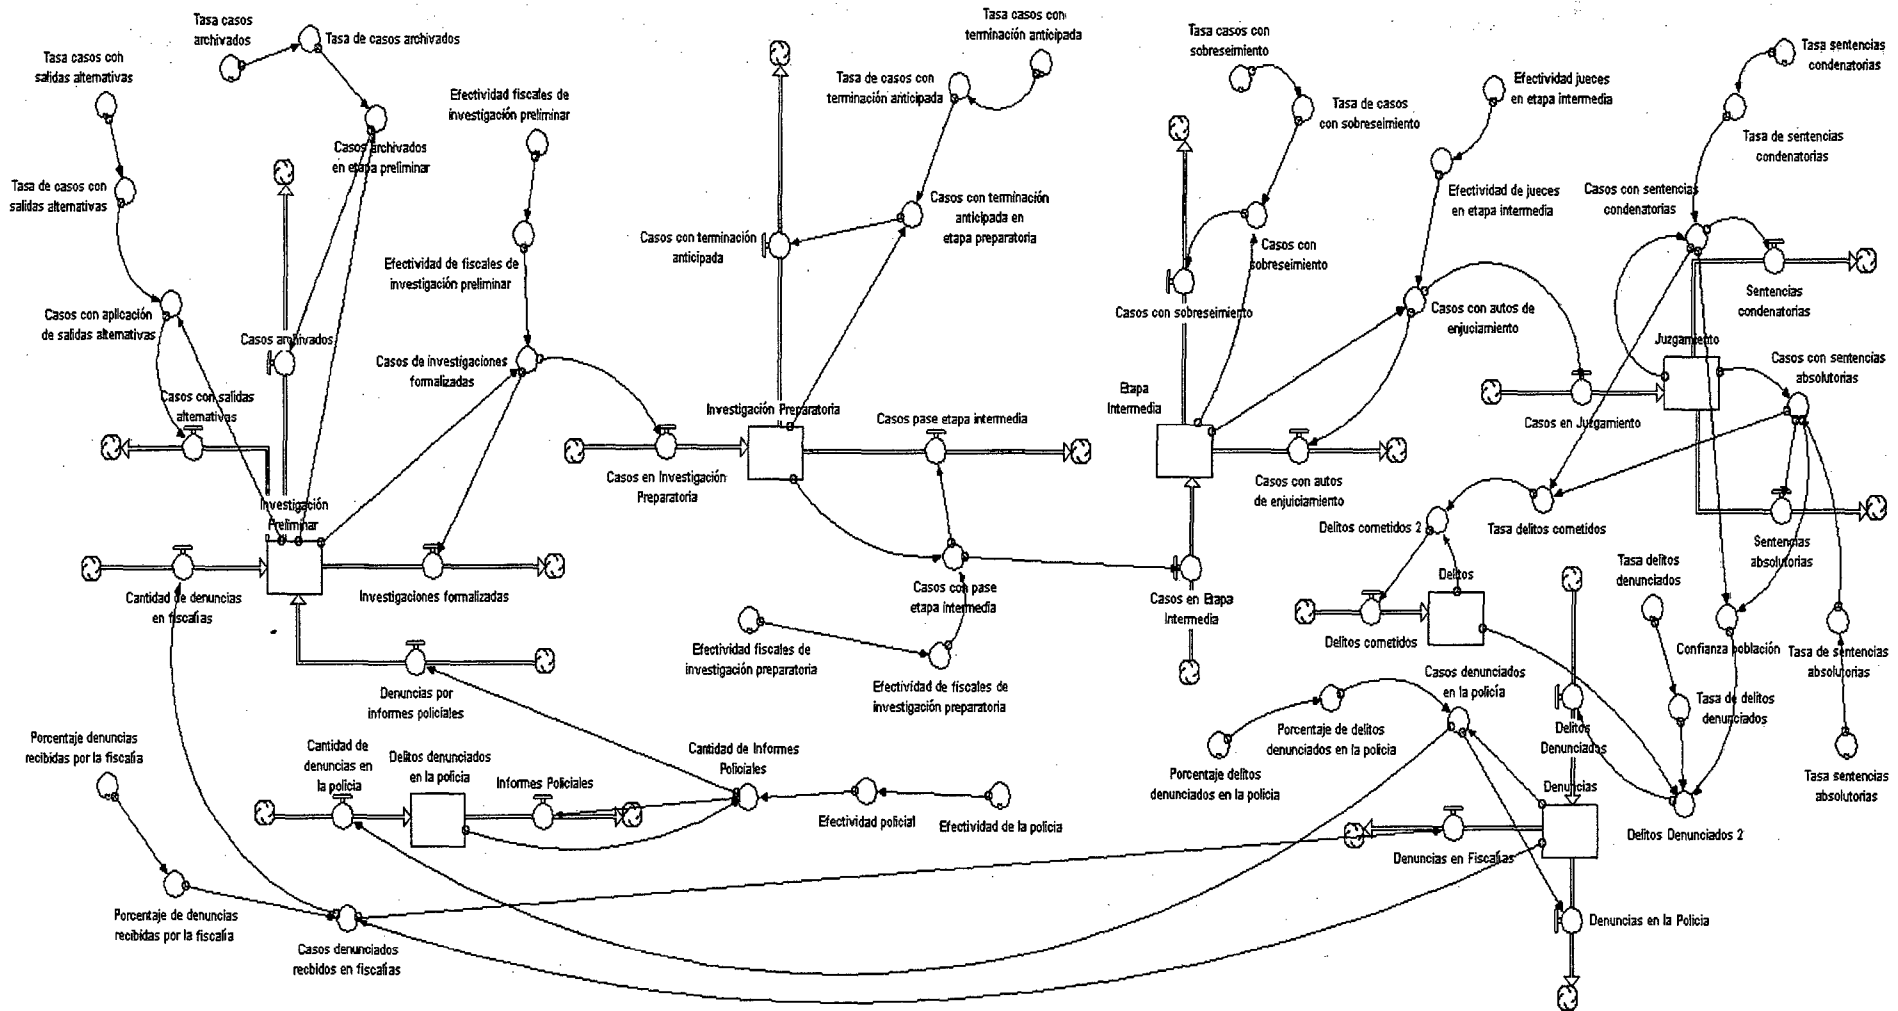 Tasa casos con
salidas alternativas
Tasa casos
archivados
Tasa de casos archivados
Efectividad fiscales de
investigación preliminar
Tasa de casos con
salidas alternativas
Casos archivados
en etapa preliminar
Efectividad de fiscales de
investigación preliminar
Casos con aplicación
de salidas alternativas
Casos archivados
Casos de investigaciones
formalizadas
Casos con salidas
alternativas
Investigación
Preliminar
Cantidad de denuncias
en fiscalías
Investigaciones formalizadas
Denuncias por
informes policiales
Tasa casos con
terminación anticipada
Tasa de casos con
terminación anticipada
Casos con terminación
anticipada
Casos con terminación
anticipada en
etapa preparatoria
Investigación Preparatoria
Casos pase etapa intermedia
Casos en Investigación
Preparatoria
Casos con pase
etapa intermedia
Efectividad fiscales de
investigación preparatoria
Efectividad de fiscales de
investigación preparatoria
Tasa casos con
sobreseimiento
Tasa de casos
con sobreseimiento
Efectividad jueces
en etapa intermedia
Efectividad de jueces
en etapa intermedia
Casos con
sobreseimiento
Casos con sobreseimiento
Casos con autos de
enjuiciamiento
Etapa
Intermedia
Casos con autos
de enjuiciamiento
Casos en Etapa
Intermedia
Tasa sentencias
condenatorias
Tasa de sentencias
condenatorias
Casos con sentencias
condenatorias
Sentencias
condenatorias
Juzgamiento
Casos con sentencias
absolutorias
Casos en Juzgamiento
Sentencias
absolutorias
Delitos cometidos 2
Tasa delitos cometidos
Delitos
Delitos cometidos
Tasa delitos
denunciados
Confianza población
Tasa de sentencias
absolutorias
Tasa de delitos
denunciados
Tasa sentencias
absolutorias
Casos denunciados
en la policía
Porcentaje de delitos
denunciados en la policia
Porcentaje delitos
denunciados en la policia
Delitos
Denunciados
Denuncias
Delitos Denunciados 2
Denuncias en Fiscalias
Denuncias en la Policia
Porcentaje denuncias
recibidas por la fiscalía
Cantidad de
denuncias en
la policia
Delitos denunciados
en la policia
Informes Policiales
Cantidad de Informes
Policiales
Efectividad policial
Efectividad de la policia
Porcentaje de denuncias
recibidas por la fiscalía
Casos denunciados
recbidos en fiscalías